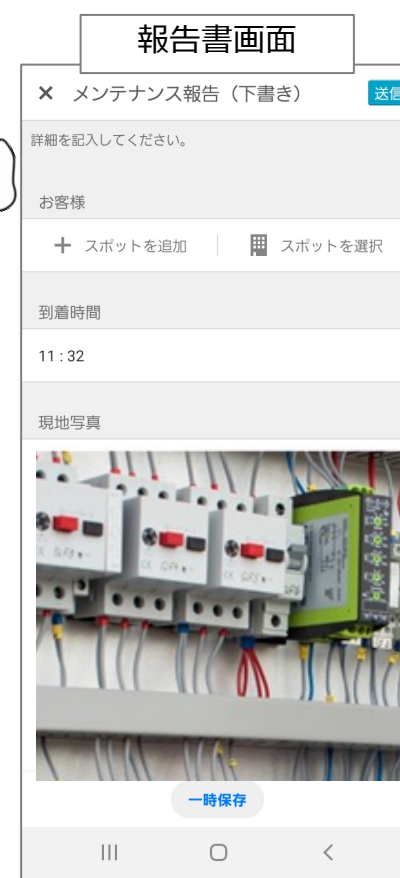 報告書画面
× メンテナンス報告（下書き）
送信
詳細を記入してください。
お客様
＋ スポットを追加
スポットを選択
到着時間
11 : 32
現地写真
一時保存